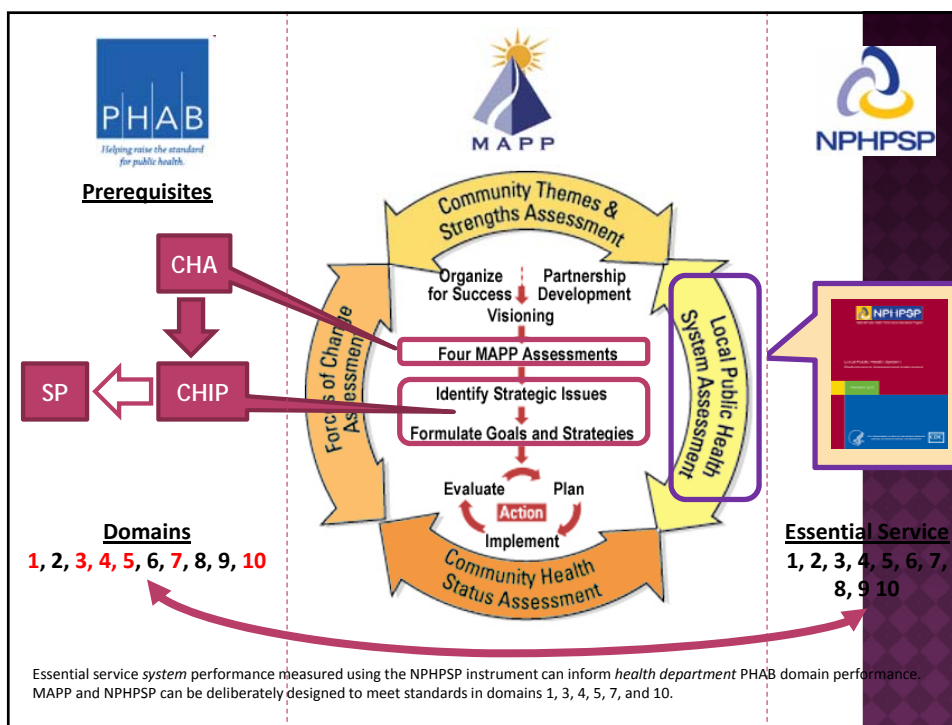 PHAB
Helping raise the standard
for public health.
Prerequisites
CHA
SP
CHIP
Domains
1, 2, 3, 4, 5, 6, 7, 8, 9, 10
MAPP
Community Themes &
Strengths Assessment
Organize
for Success
Partnership
Development
Visioning
Four MAPP Assessments
Identify Strategic Issues
Formulate Goals and Strategies
Evaluate
Plan
Action
Implement
Forces of Change
Assessment
Local Public Health
System Assessment
Community Health
Status Assessment
NPHPSP
NPHPSP
CDC
Essential Service
1, 2, 3, 4, 5, 6, 7,
8, 9 10
Essential service system performance measured using the NPHPSP instrument can inform health department PHAB domain performance.
MAPP and NPHPSP can be deliberately designed to meet standards in domains 1, 3, 4, 5, 7, and 10.